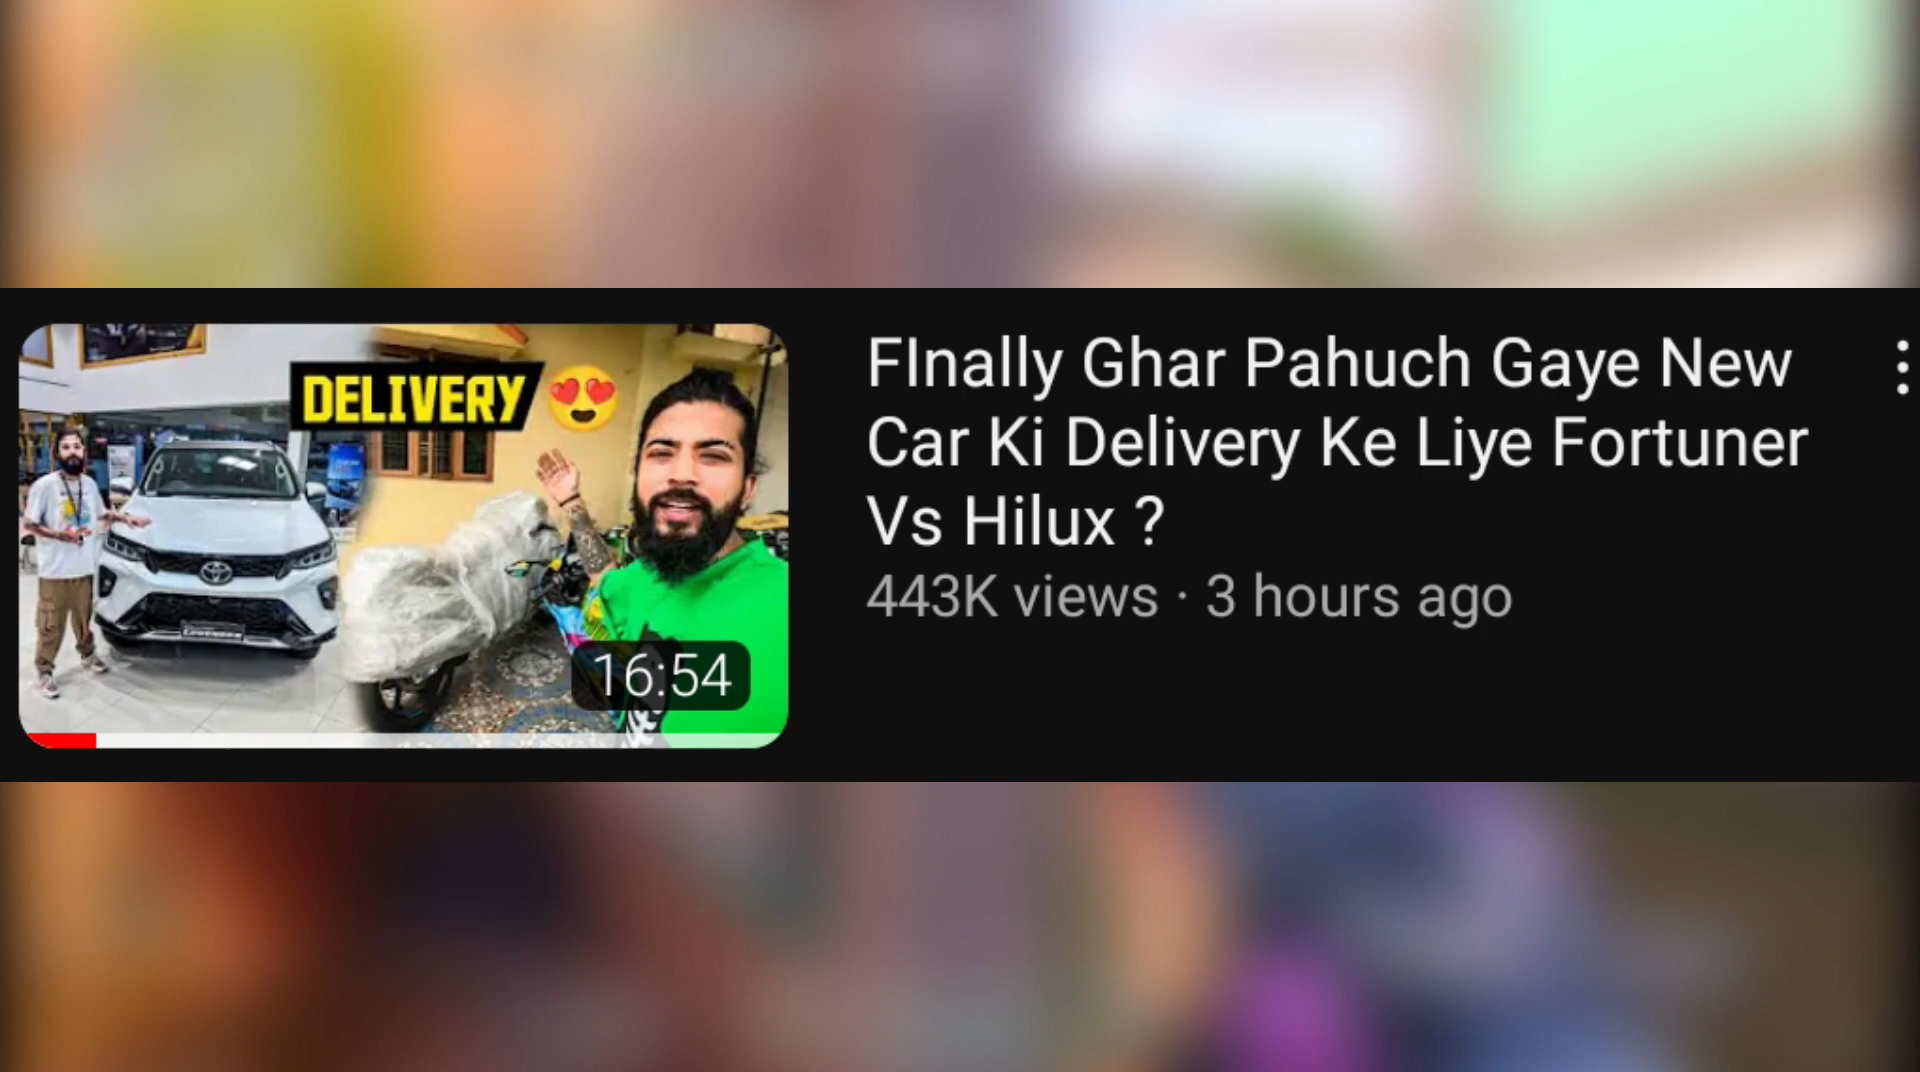 DELIVERY
16:54
FInally Ghar Pahuch Gaye New
Car Ki Delivery Ke Liye Fortuner
Vs Hilux ?
443K views · 3 hours ago